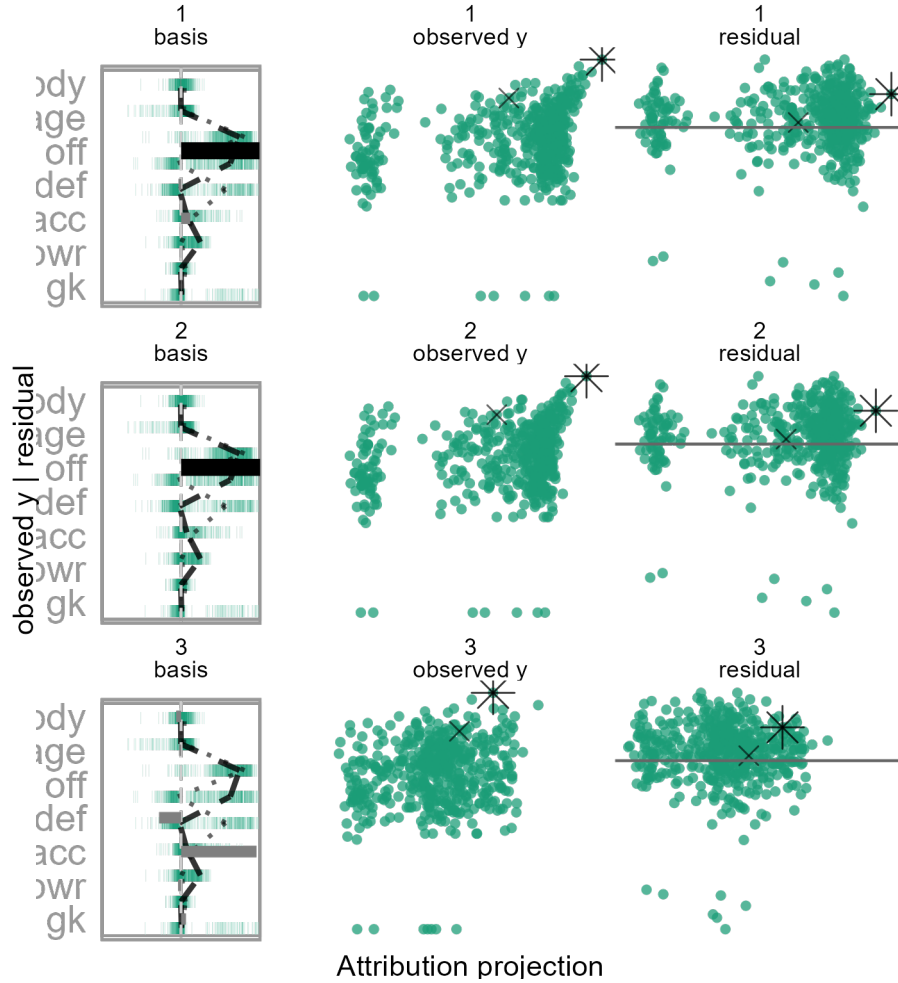 1
basis
1
observed y
1
residual
ody
age
off
def
acc
owr
gk
2
basis
2
observed y
2
residual
ody
age
off
def
acc
owr
gk
3
basis
3
observed y
3
residual
ody
age
off
def
acc
owr
gk
observed y | residual
Attribution projection